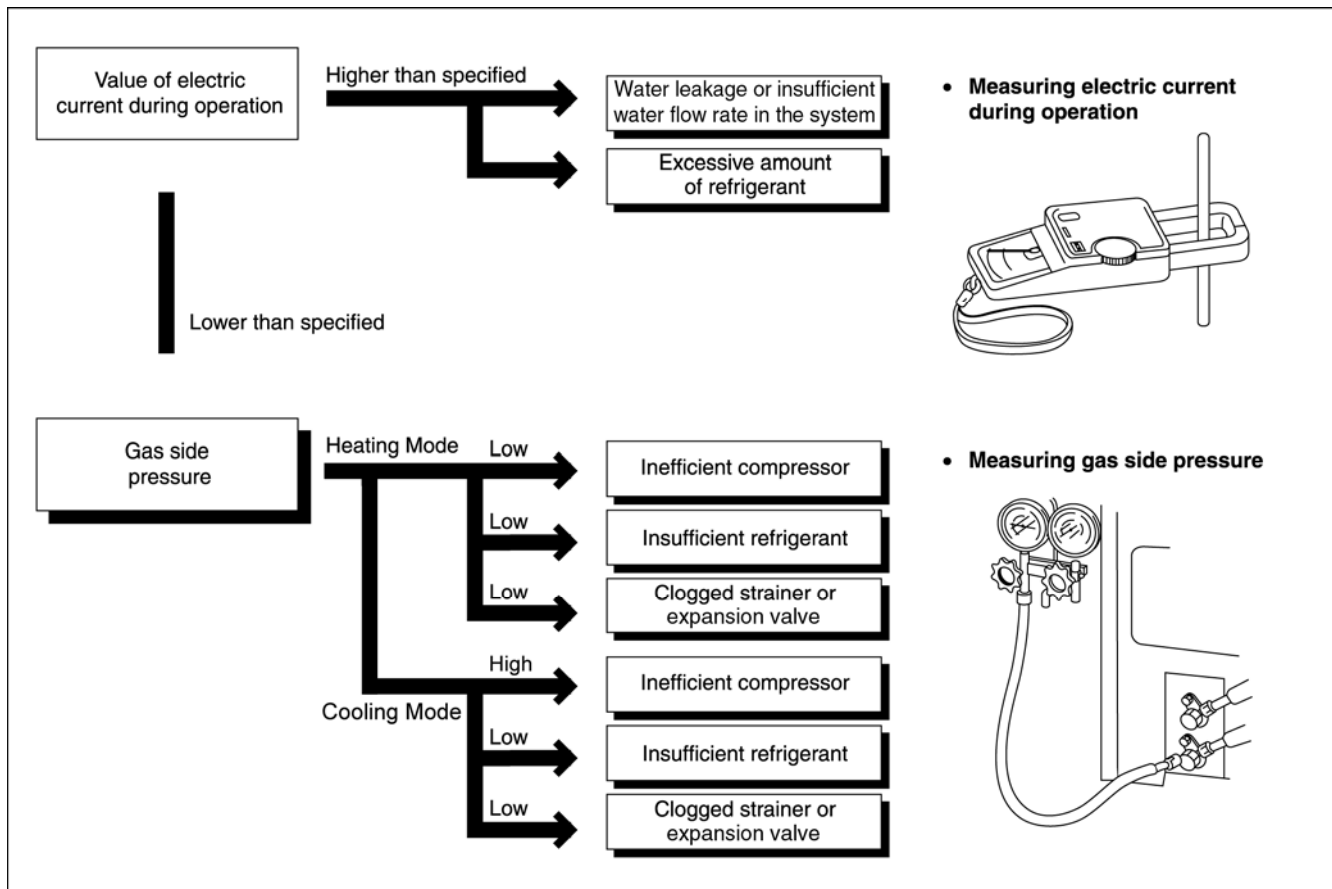 Value of electric
current during operation
Higher than specified
Water leakage or insufficient
water flow rate in the system
Excessive amount
of refrigerant
• Measuring electric current
during operation
Lower than specified
Gas side
pressure
Heating Mode
Low
Inefficient compressor
Low
Insufficient refrigerant
Low
Clogged strainer or
expansion valve
High
Inefficient compressor
Cooling Mode
Low
Insufficient refrigerant
Low
Clogged strainer or
expansion valve
• Measuring gas side pressure